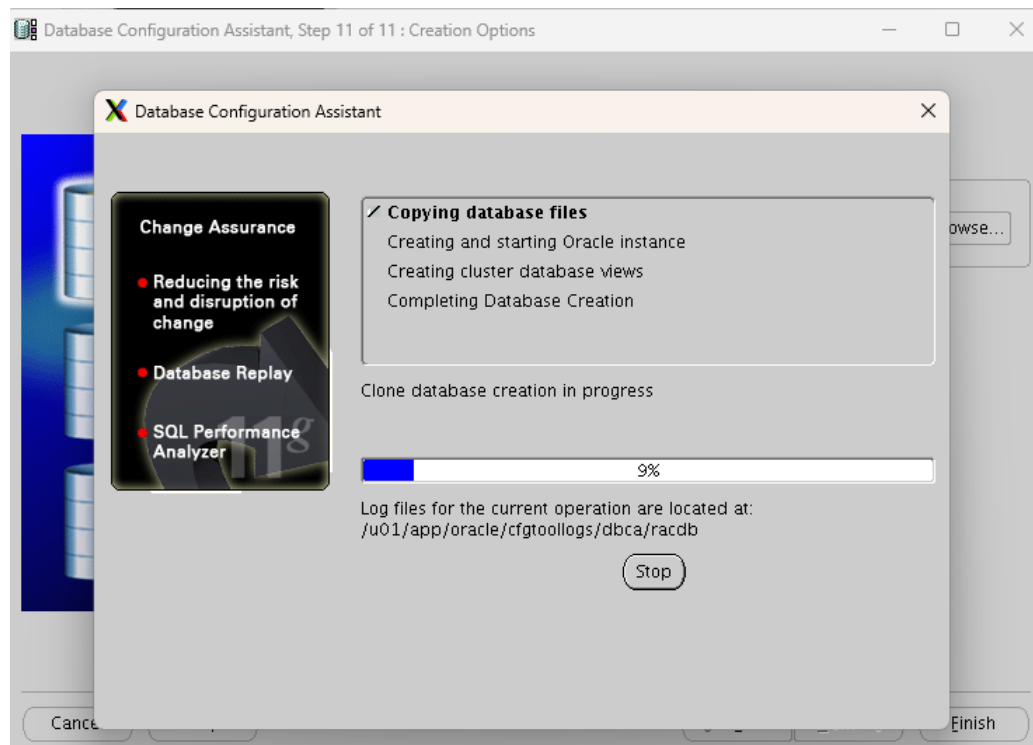 Database Configuration Assistant, Step 11 of 11 : Creation Options
Database Configuration Assistant
Change Assurance
Reducing the risk
and disruption of
change
Database Replay
SQL Performance
Analyzer
11g
Copying database files
Creating and starting Oracle instance
Creating cluster database views
Completing Database Creation
Clone database creation in progress
9%
Log files for the current operation are located at:
/u01/app/oracle/cfgtoollogs/dbca/racdb
Stop
owse...
Cance
Finish